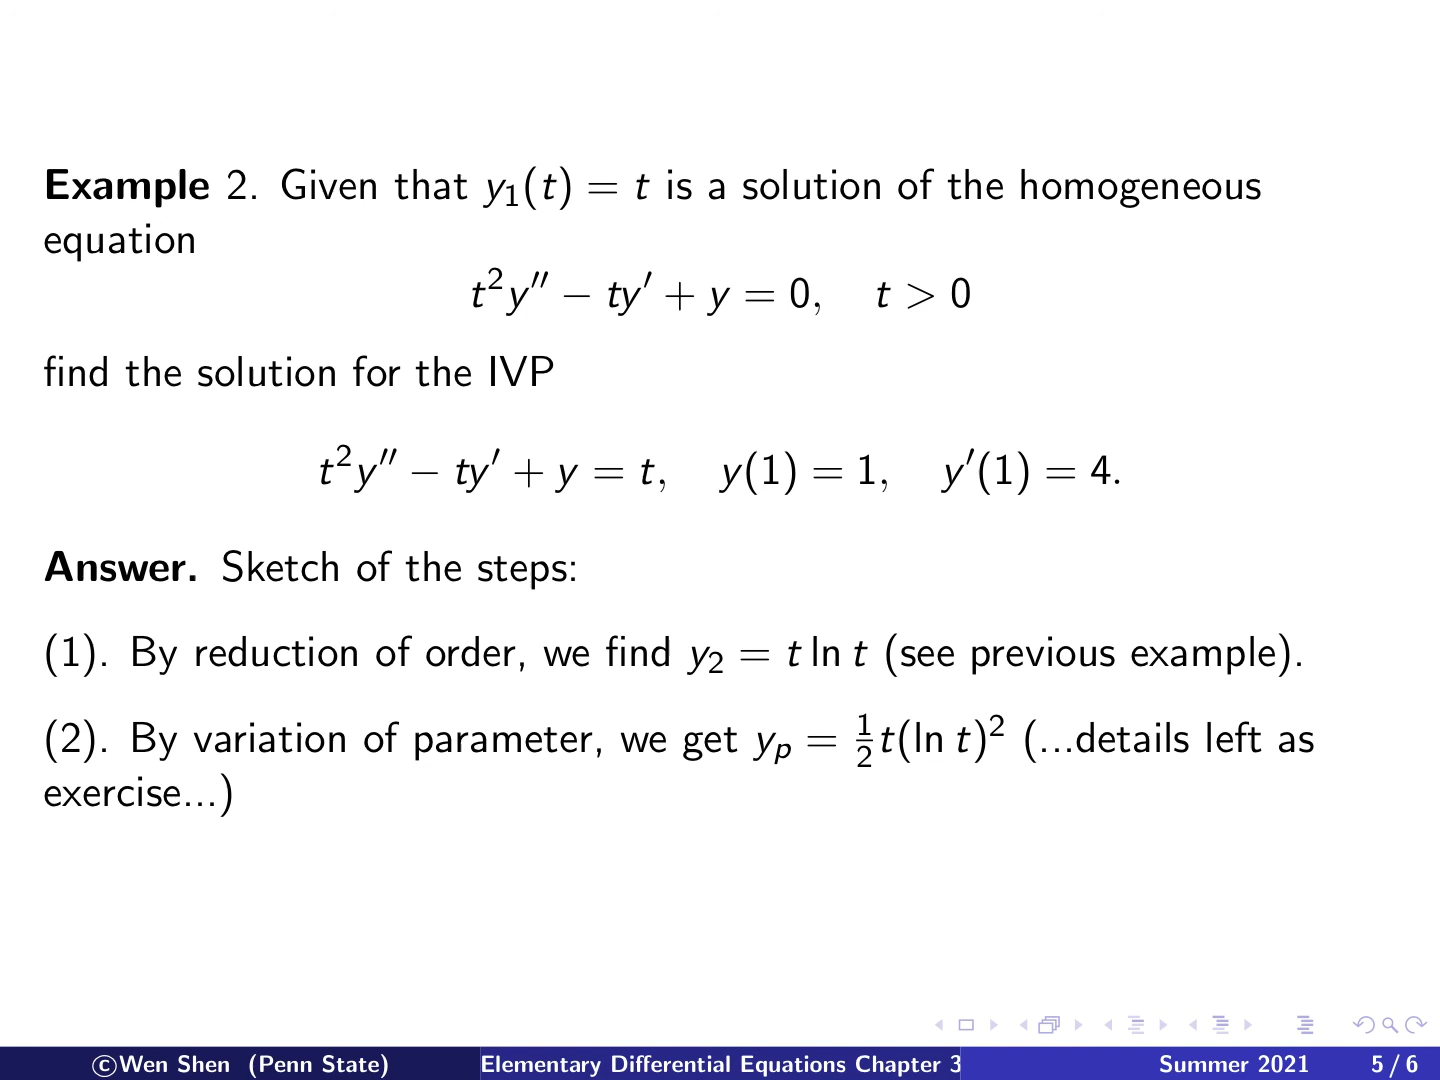 Example 2. Given that y₁(t) = t is a solution of the homogeneous
equation
t²y″ − ty′ + y = 0, t > 0
find the solution for the IVP
t²y″ − ty′ + y = t, y(1) = 1, y′(1) = 4.
Answer. Sketch of the steps:
(1). By reduction of order, we find y₂ = t ln t (see previous example).
(2). By variation of parameter, we get yₚ = ½t(ln t)² (...details left as
exercise...)
©Wen Shen (Penn State) Elementary Differential Equations Chapter 3 Summer 2021 5 / 6